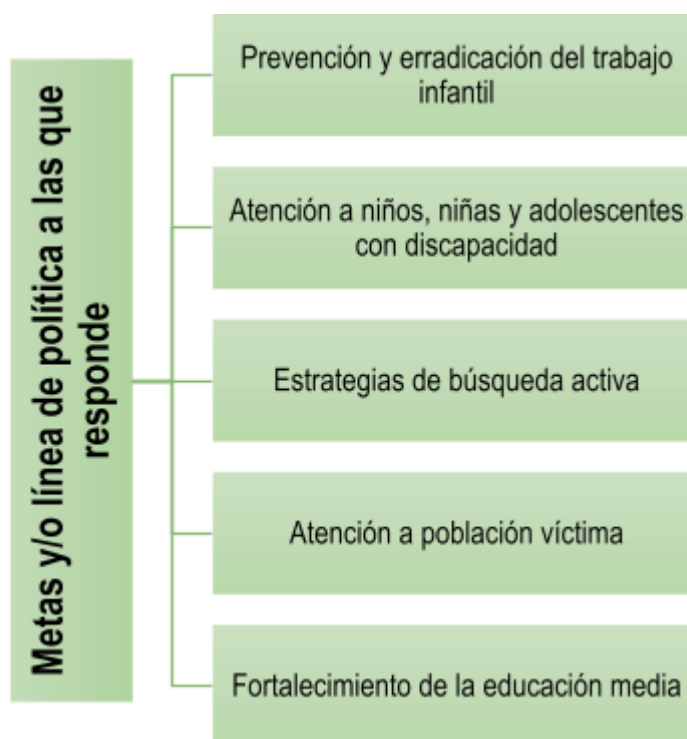 Metas y/o línea de política a las que
responde
Prevención y erradicación del trabajo
infantil
Atención a niños, niñas y adolescentes
con discapacidad
Estrategias de búsqueda activa
Atención a población víctima
Fortalecimiento de la educación media